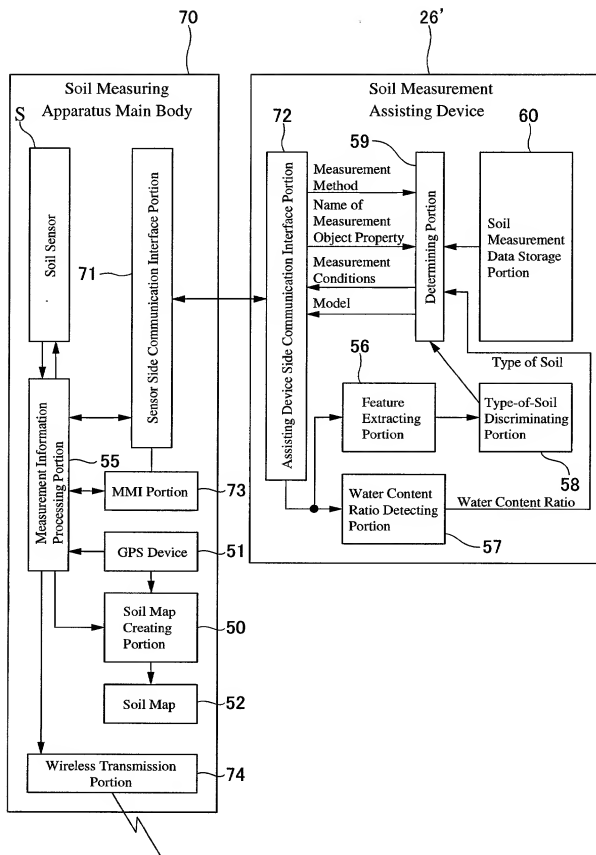 70
26’
Soil Measuring
Apparatus Main Body
S
Soil Sensor
71
Sensor Side Communication Interface Portion
Measurement Information
Processing Portion
55
MMI Portion
73
GPS Device
51
Soil Map
Creating
Portion
50
Soil Map
52
Wireless Transmission
Portion
74
Soil Measurement
Assisting Device
72
Assisting Device Side Communication Interface Portion
59
60
Measurement
Method
Name of
Measurement
Object Property
Measurement
Conditions
Model
Determining Portion
Soil
Measurement
Data Storage
Portion
Type of Soil
56
Feature
Extracting
Portion
Type-of-Soil
Discriminating
Portion
58
Water Content
Ratio Detecting
Portion
57
Water Content Ratio